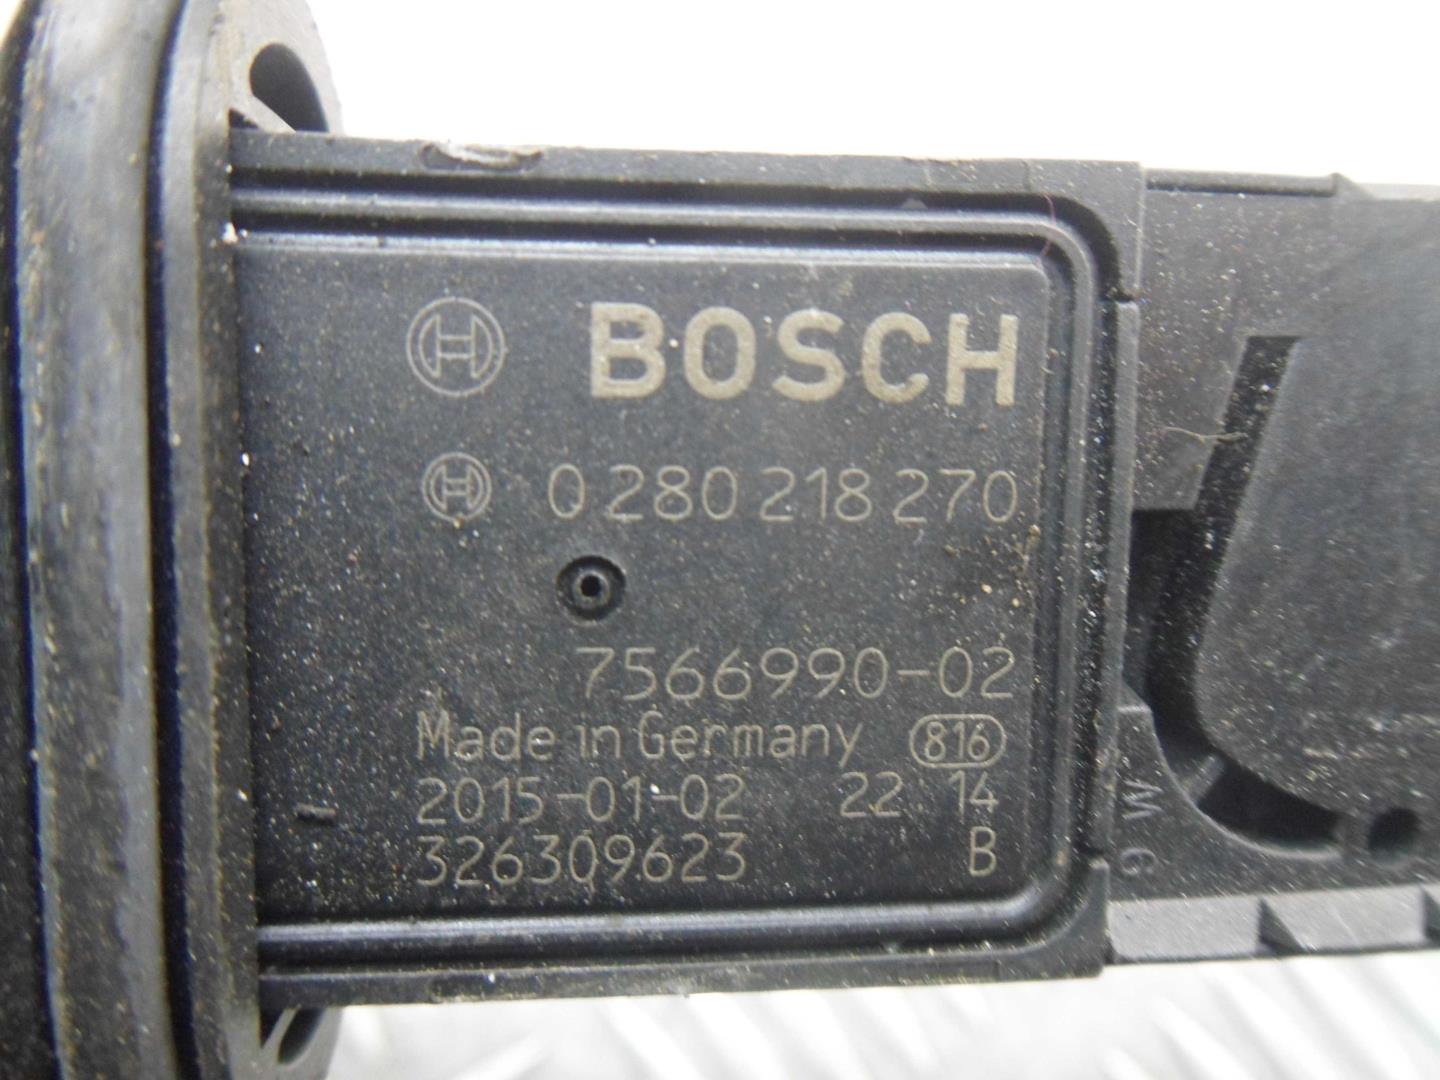 BOSCH
0 280 218 270
7566990-02
Made in Germany 816
2015-01-02 22 14
326309623 B